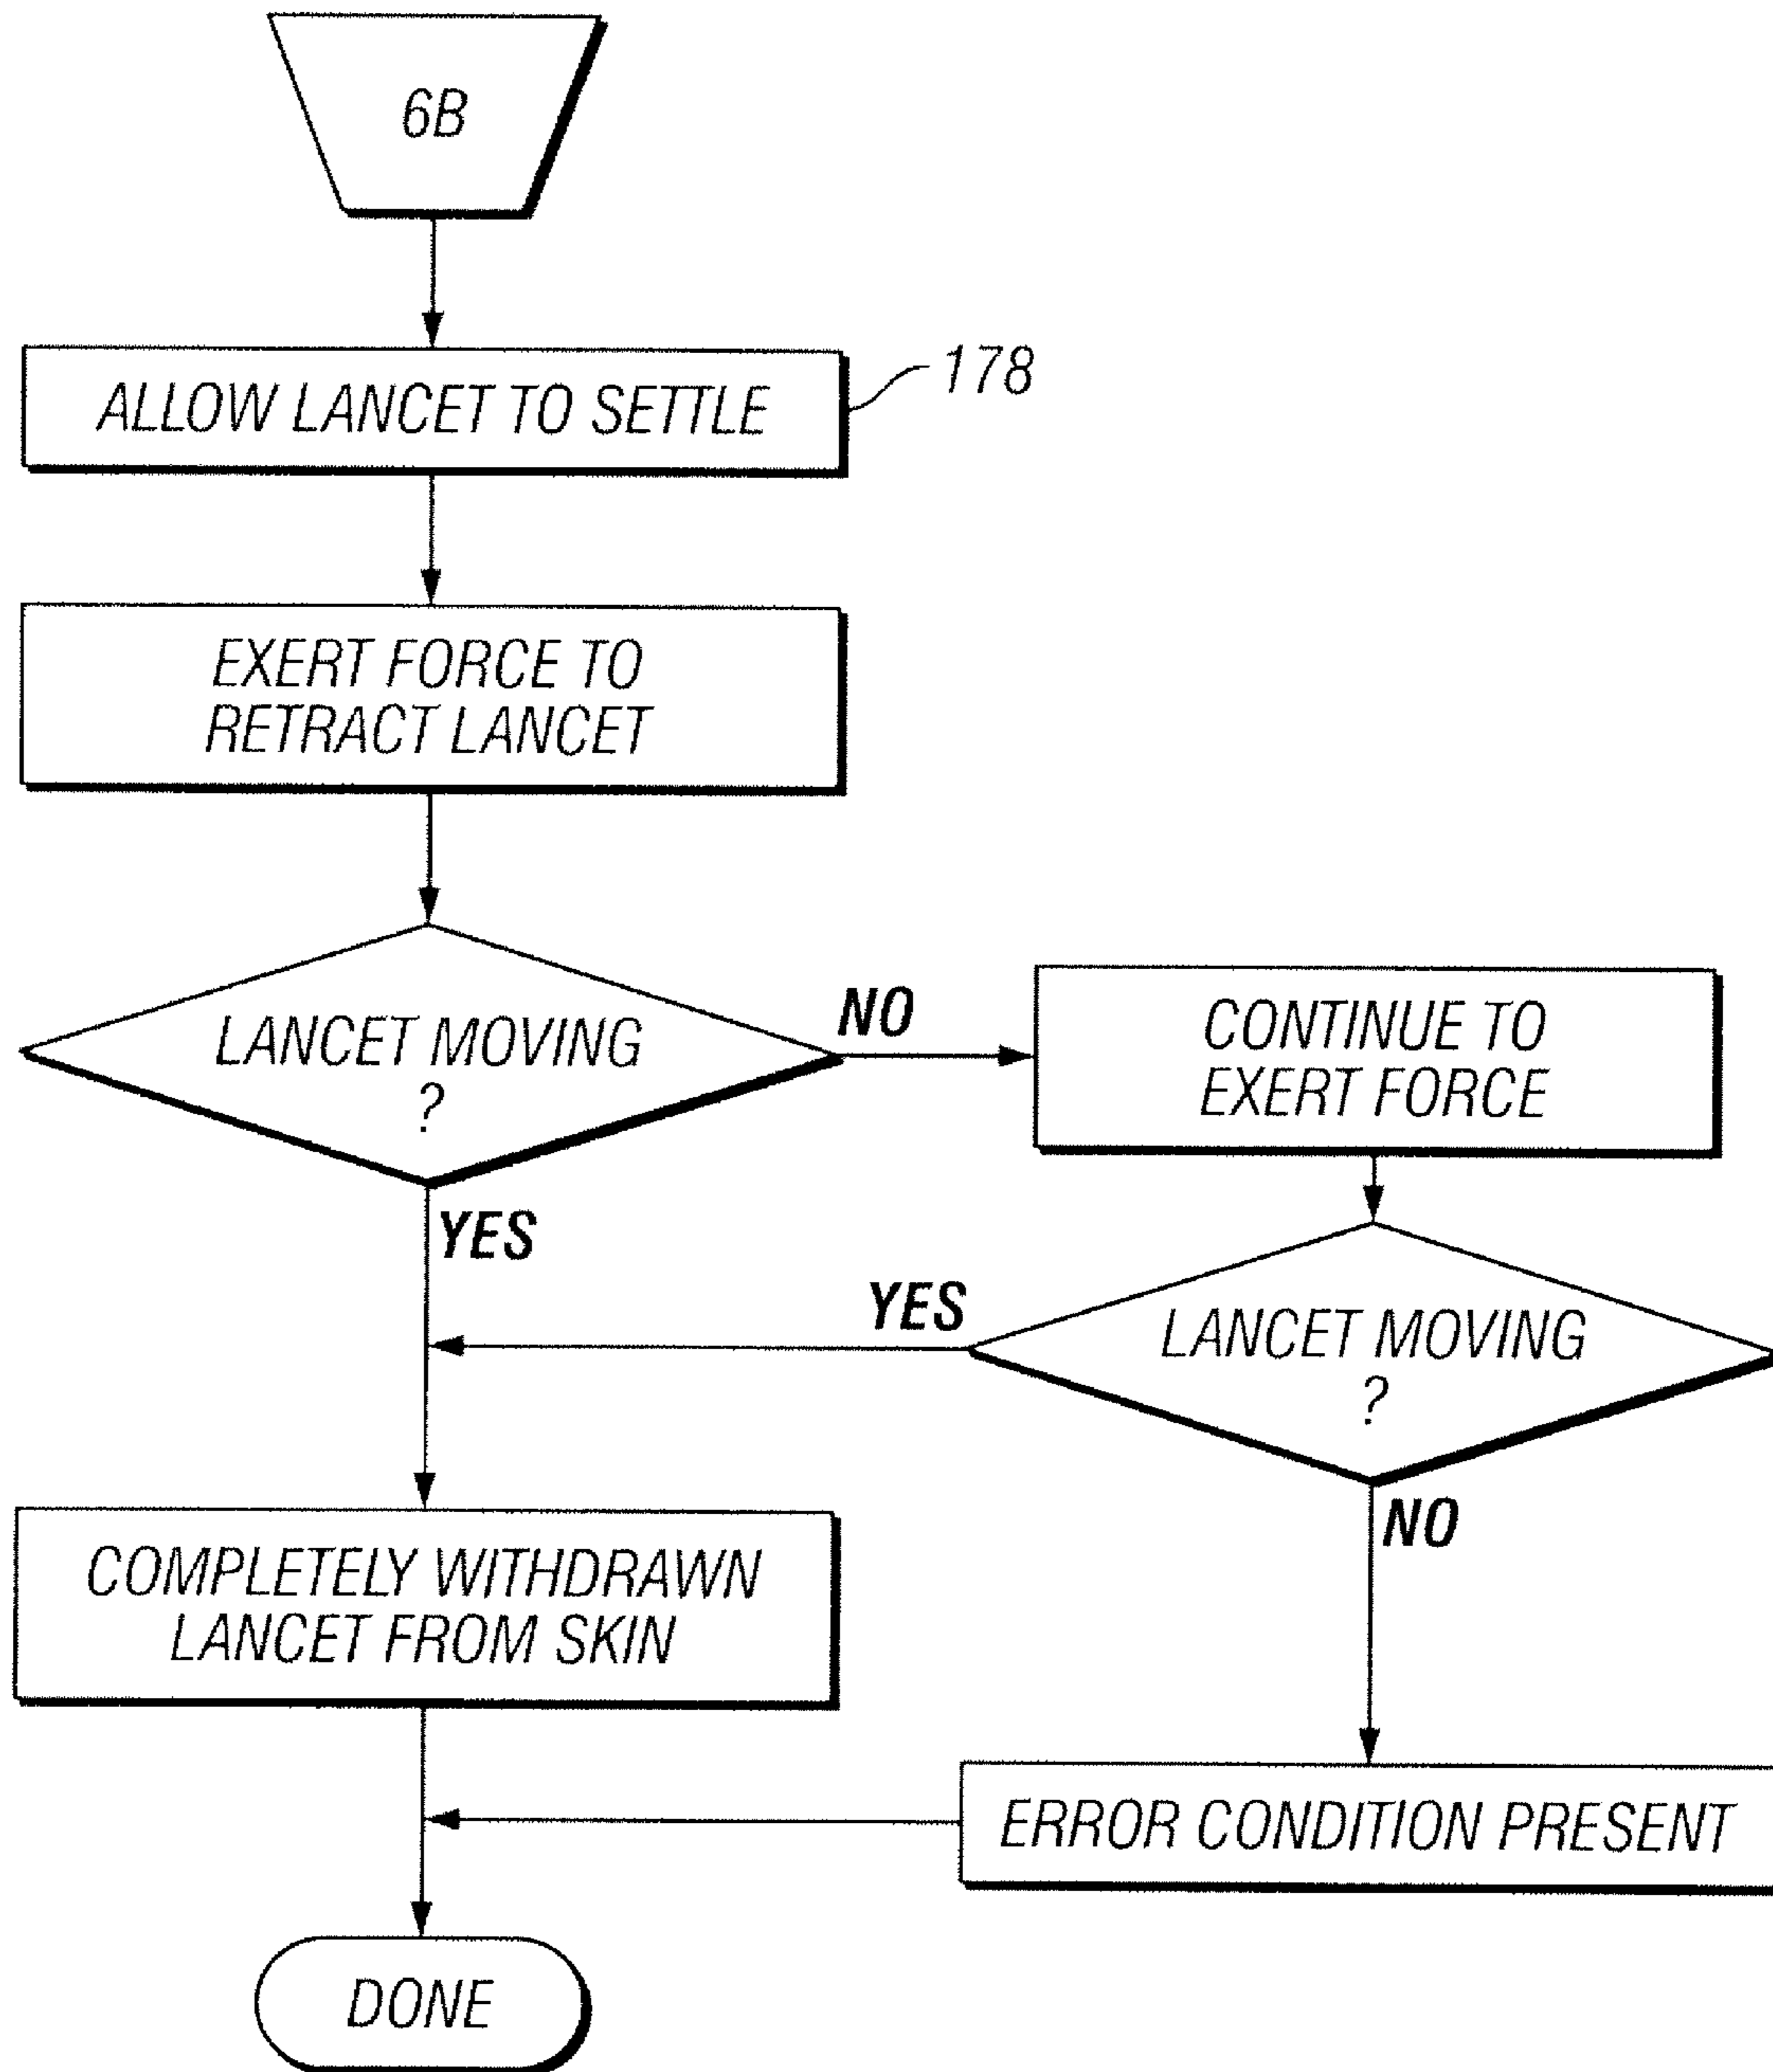 6B
ALLOW LANCET TO SETTLE
178
EXERT FORCE TO
RETRACT LANCET
LANCET MOVING
?
NO
CONTINUE TO
EXERT FORCE
YES
YES
LANCET MOVING
?
NO
COMPLETELY WITHDRAWN
LANCET FROM SKIN
ERROR CONDITION PRESENT
DONE